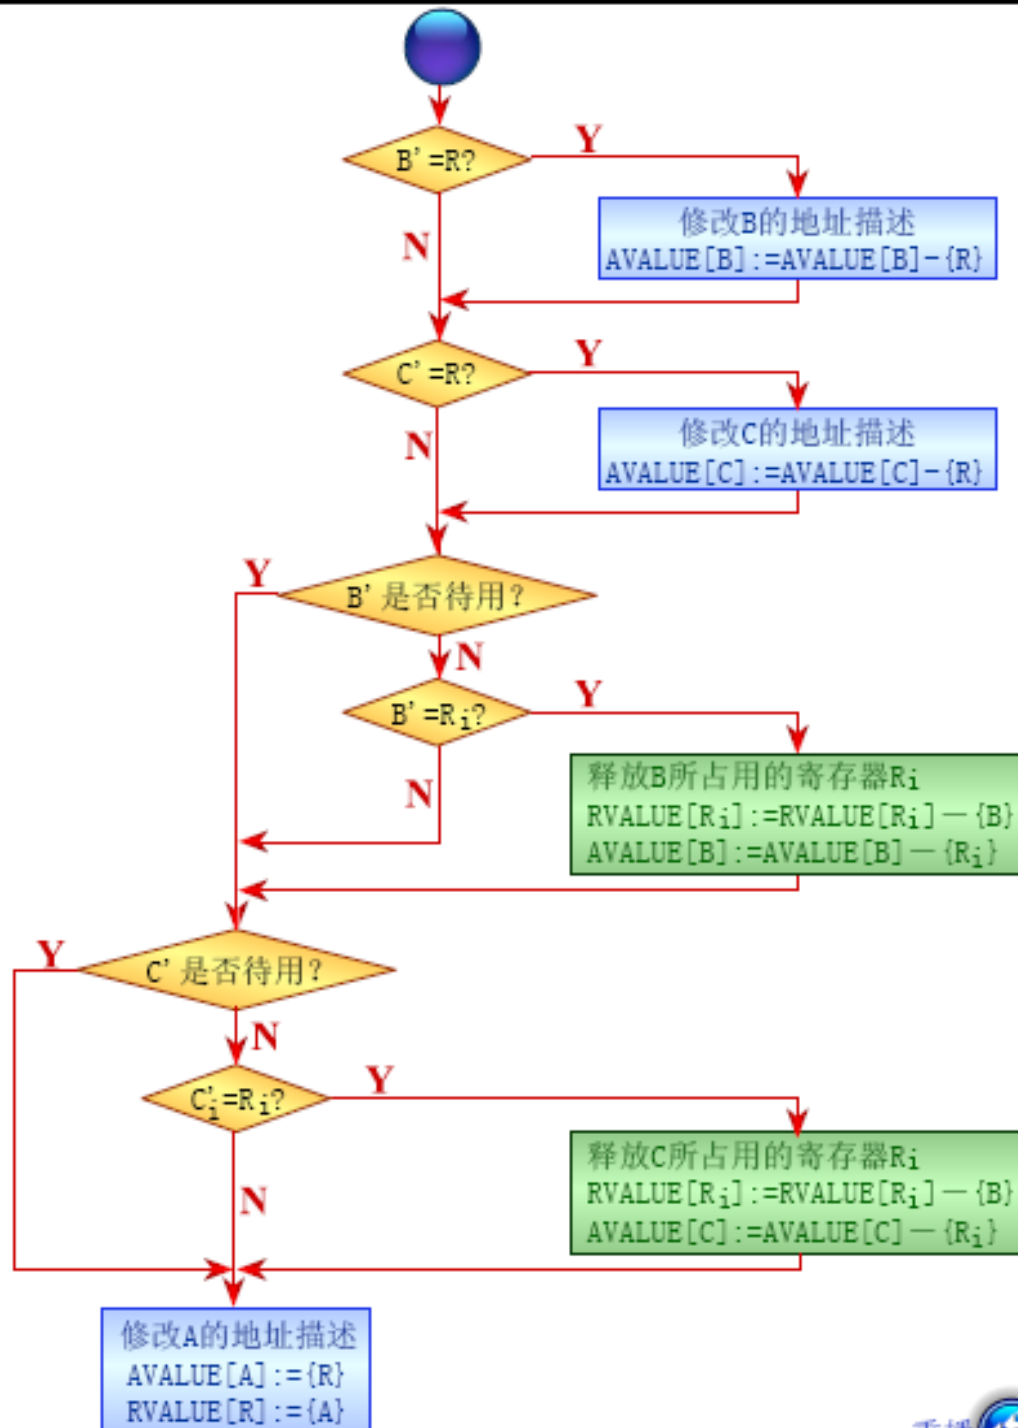 B'=R?
Y
修改B的地址描述
AVALUE[B]:=AVALUE[B]-{R}
N
C'=R?
Y
修改C的地址描述
AVALUE[C]:=AVALUE[C]-{R}
N
B'是否待用?
Y
N
B'=Ri?
Y
释放B所占用的寄存器Ri
RVALUE[Ri]:=RVALUE[Ri]—{B}
AVALUE[B]:=AVALUE[B]—{Ri}
N
C'是否待用?
Y
N
C'i=Ri?
Y
释放C所占用的寄存器Ri
RVALUE[Ri]:=RVALUE[Ri]—{B}
AVALUE[C]:=AVALUE[C]—{Ri}
N
修改A的地址描述
AVALUE[A]:={R}
RVALUE[R]:={A}